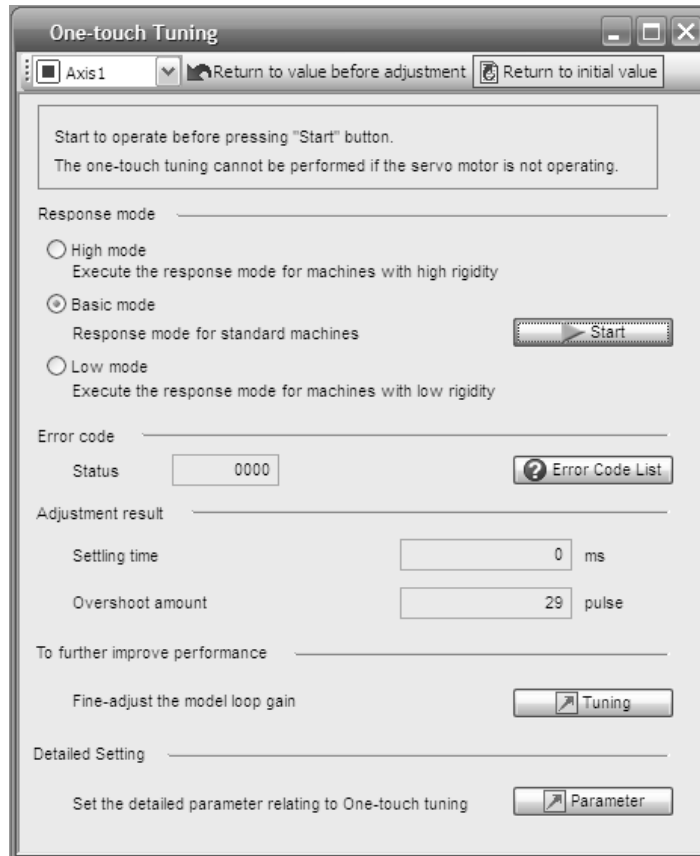 One-touch Tuning
Axis1 Return to value before adjustment Return to initial value
Start to operate before pressing "Start" button.
The one-touch tuning cannot be performed if the servo motor is not operating.
Response mode
High mode
Execute the response mode for machines with high rigidity
Basic mode
Response mode for standard machines Start
Low mode
Execute the response mode for machines with low rigidity
Error code
Status 0000 Error Code List
Adjustment result
Settling time 0 ms
Overshoot amount 29 pulse
To further improve performance
Fine-adjust the model loop gain Tuning
Detailed Setting
Set the detailed parameter relating to One-touch tuning Parameter